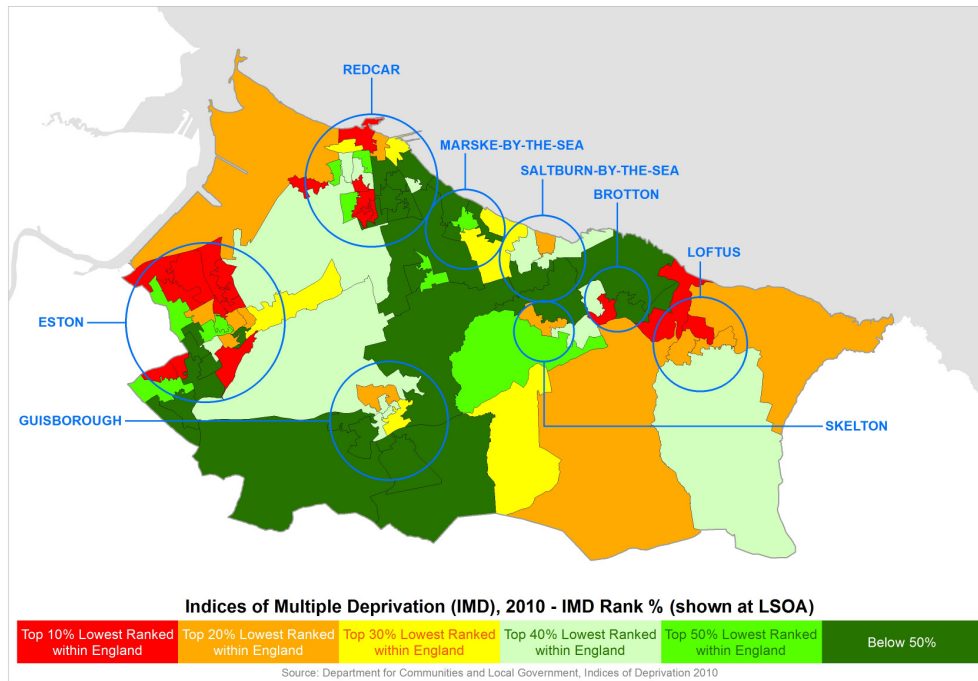 REDCAR
MARSKE-BY-THE-SEA
SALTBURN-BY-THE-SEA
BROTTON
LOFTUS
ESTON
GUISBOROUGH
SKELTON
Indices of Multiple Deprivation (IMD), 2010 - IMD Rank % (shown at LSOA)
Top 10% Lowest Ranked within England
Top 20% Lowest Ranked within England
Top 30% Lowest Ranked within England
Top 40% Lowest Ranked within England
Top 50% Lowest Ranked within England
Below 50%
Source: Department for Communities and Local Government, Indices of Deprivation 2010